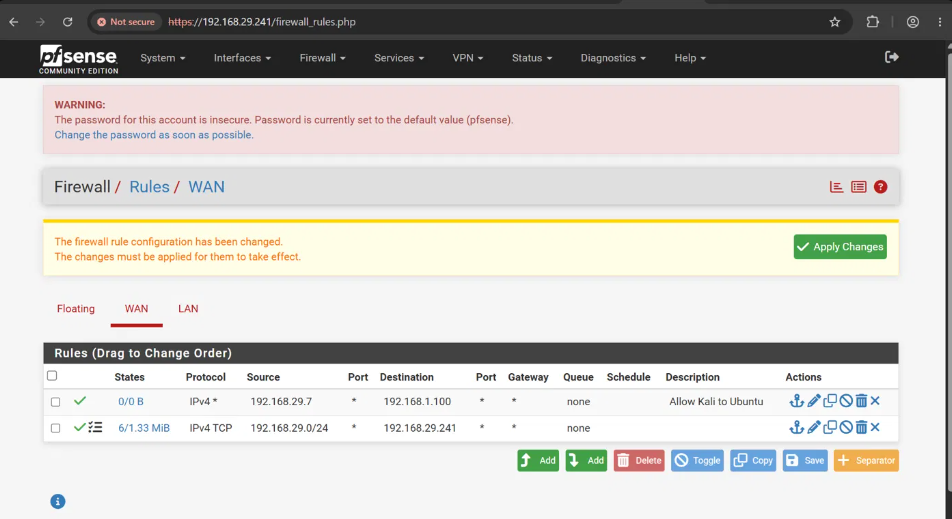 Not secure https://192.168.29.241/firewall_rules.php
pfsense System Interfaces Firewall Services VPN Status Diagnostics Help
COMMUNITY EDITION
WARNING:
The password for this account is insecure. Password is currently set to the default value (pfsense).
Change the password as soon as possible.
Firewall / Rules / WAN
The firewall rule configuration has been changed.
The changes must be applied for them to take effect.
Apply Changes
Floating WAN LAN
Rules (Drag to Change Order)
States Protocol Source Port Destination Port Gateway Queue Schedule Description Actions
0/0 B IPv4 * 192.168.29.7 * 192.168.1.100 * * none Allow Kali to Ubuntu
6/1.33 MiB IPv4 TCP 192.168.29.0/24 * 192.168.29.241 * * none
Add Add Delete Toggle Copy Save Separator